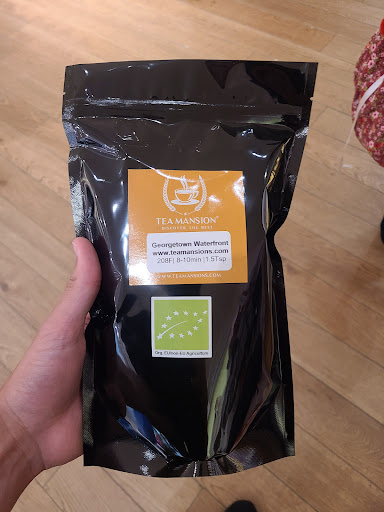 TEA MANSION®
DISCOVER THE BEST
Georgetown Waterfront
www.teamansions.com
208F| 8-10min |1.5Tsp
WWW.TEAMANSIONS.COM
Org. EU/non-EU Agriculture